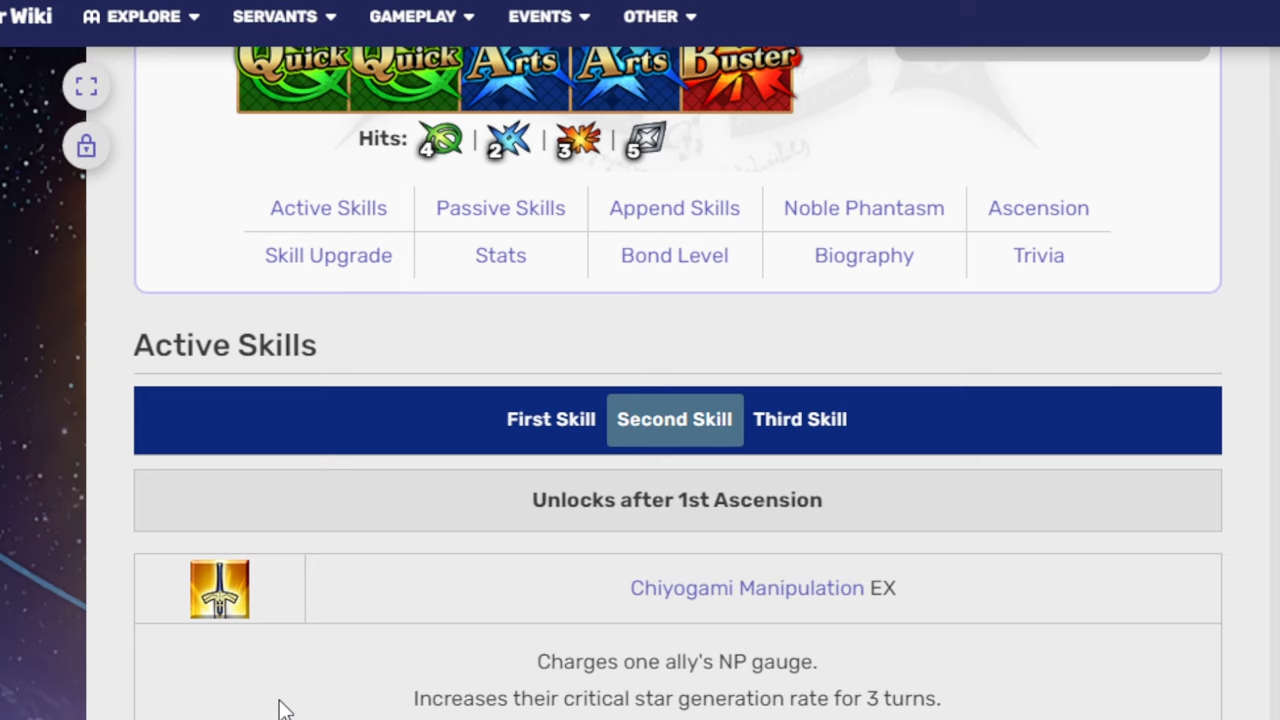 r Wiki EXPLORE SERVANTS GAMEPLAY EVENTS OTHER
Quick Quick Arts Arts Buster
Hits: 4 | 2 | 3 | 5
Active Skills Passive Skills Append Skills Noble Phantasm Ascension
Skill Upgrade Stats Bond Level Biography Trivia
Active Skills
First Skill Second Skill Third Skill
Unlocks after 1st Ascension
Chiyogami Manipulation EX
Charges one ally's NP gauge.
Increases their critical star generation rate for 3 turns.